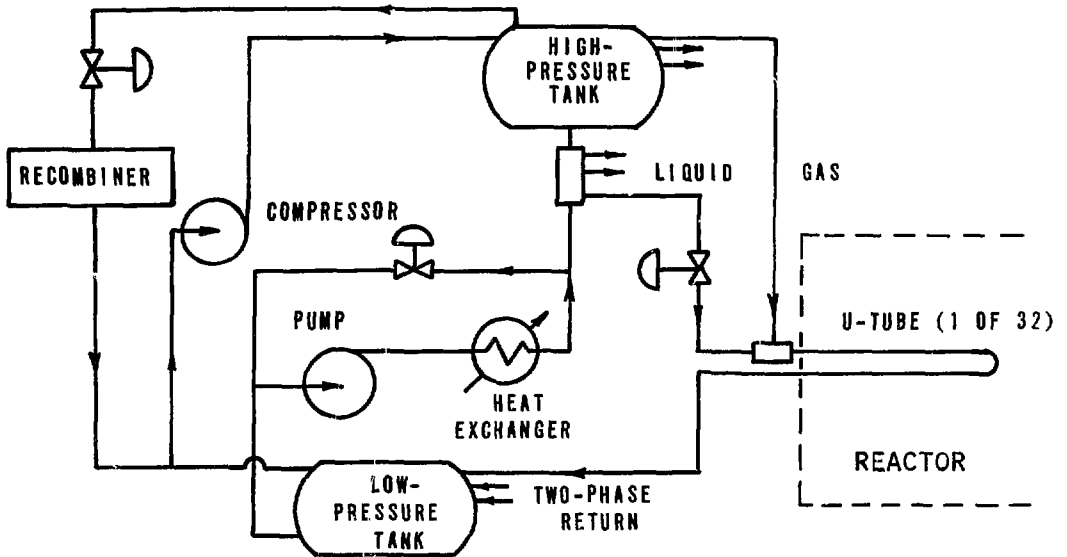 HIGH-
PRESSURE
TANK
RECOMBINER
LIQUID
GAS
COMPRESSOR
PUMP
U-TUBE (1 OF 32)
HEAT
EXCHANGER
REACTOR
LOW-
PRESSURE
TANK
TWO-PHASE
RETURN